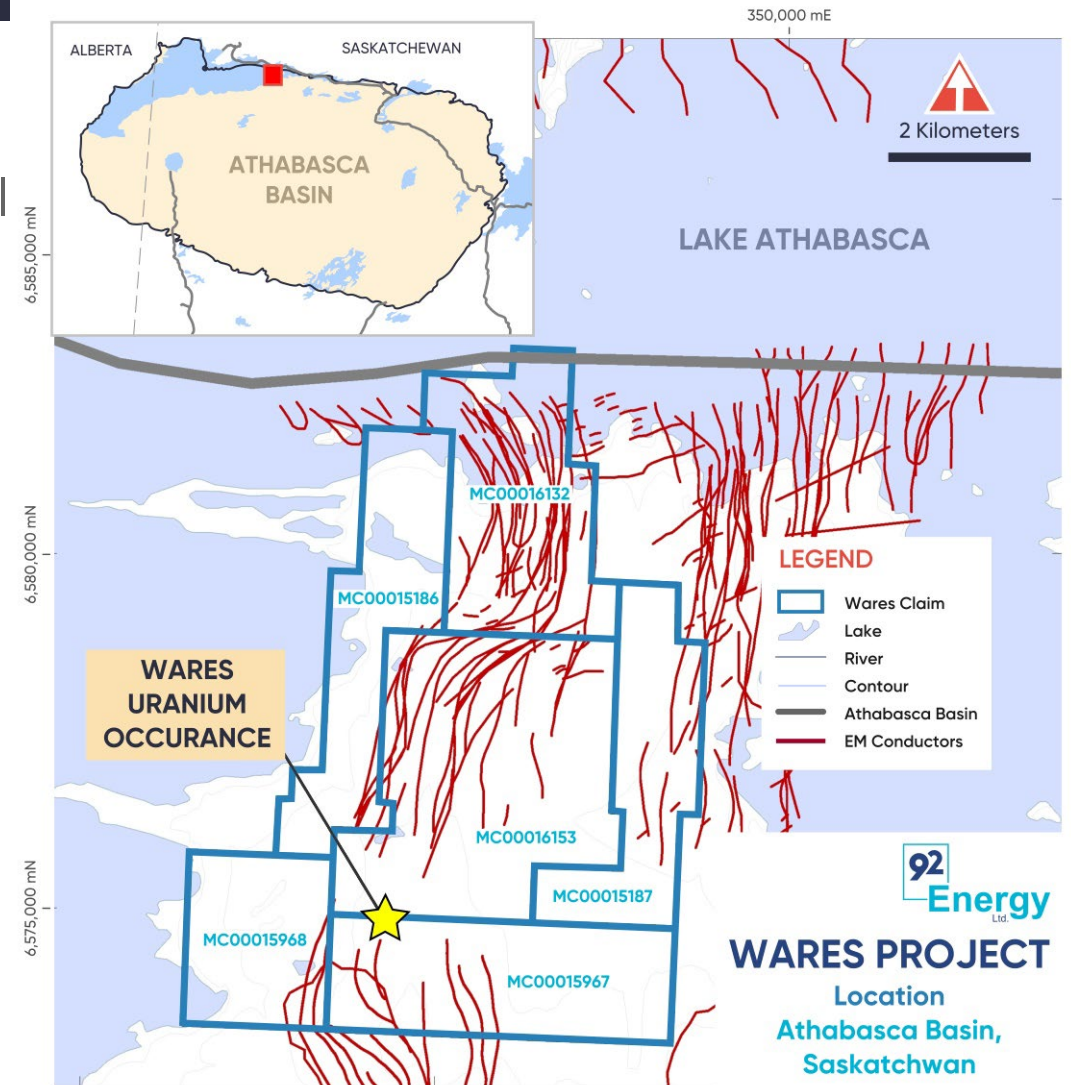 350,000 mE
ALBERTA
SASKATCHEWAN
ATHABASCA
BASIN
2 Kilometers
LAKE ATHABASCA
6,585,000 mN
MC00016132
6,580,000 mN
MC00015186
LEGEND
Wares Claim
Lake
River
Contour
Athabasca Basin
EM Conductors
WARES
URANIUM
OCCURANCE
MC00016153
MC00015187
6,575,000 mN
MC00015968
MC00015967
92
Energy
Ltd.
WARES PROJECT
Location
Athabasca Basin,
Saskatchwan